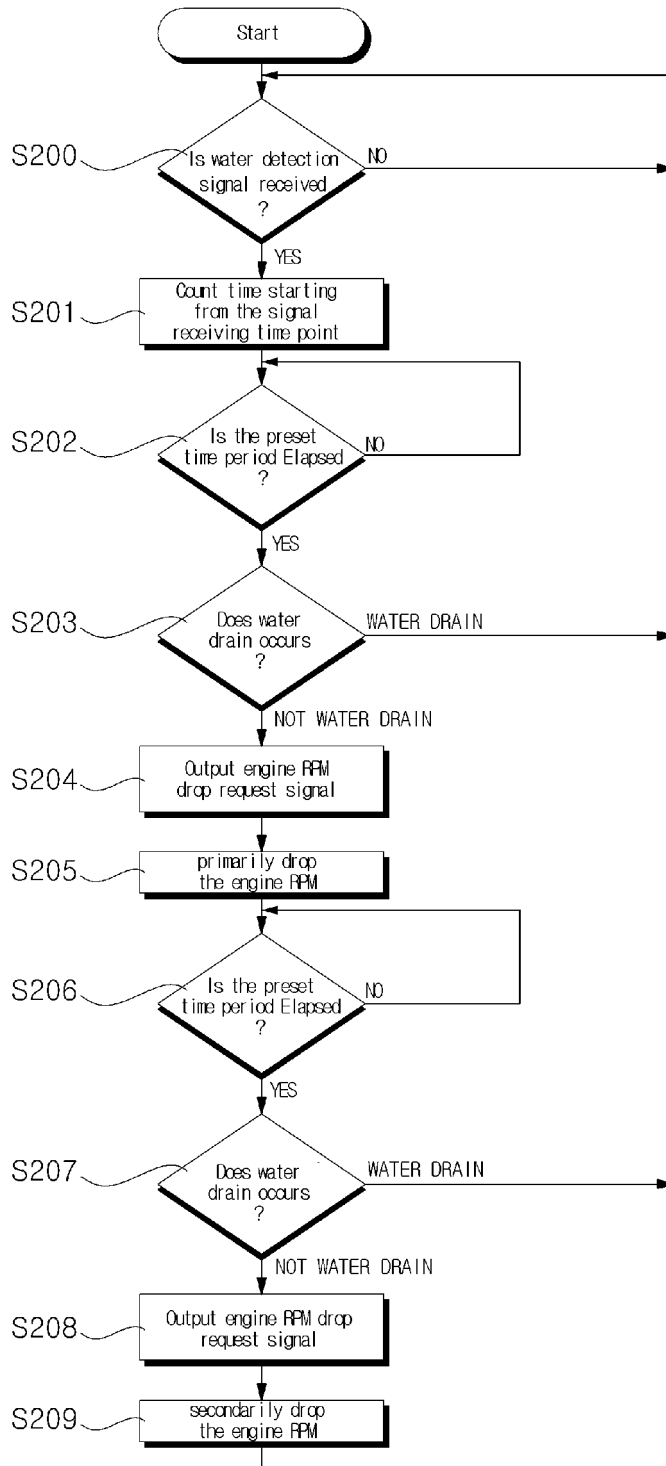 Start
S200
Is water detection
signal received
?
NO
YES
S201
Count time starting
from the signal
receiving time point
S202
Is the preset
time period Elapsed
?
NO
YES
S203
Does water
drain occurs
?
WATER DRAIN
NOT WATER DRAIN
S204
Output engine RPM
drop request signal
S205
primarily drop
the engine RPM
S206
Is the preset
time period Elapsed
?
NO
YES
S207
Does water
drain occurs
?
WATER DRAIN
NOT WATER DRAIN
S208
Output engine RPM drop
request signal
S209
secondarily drop
the engine RPM